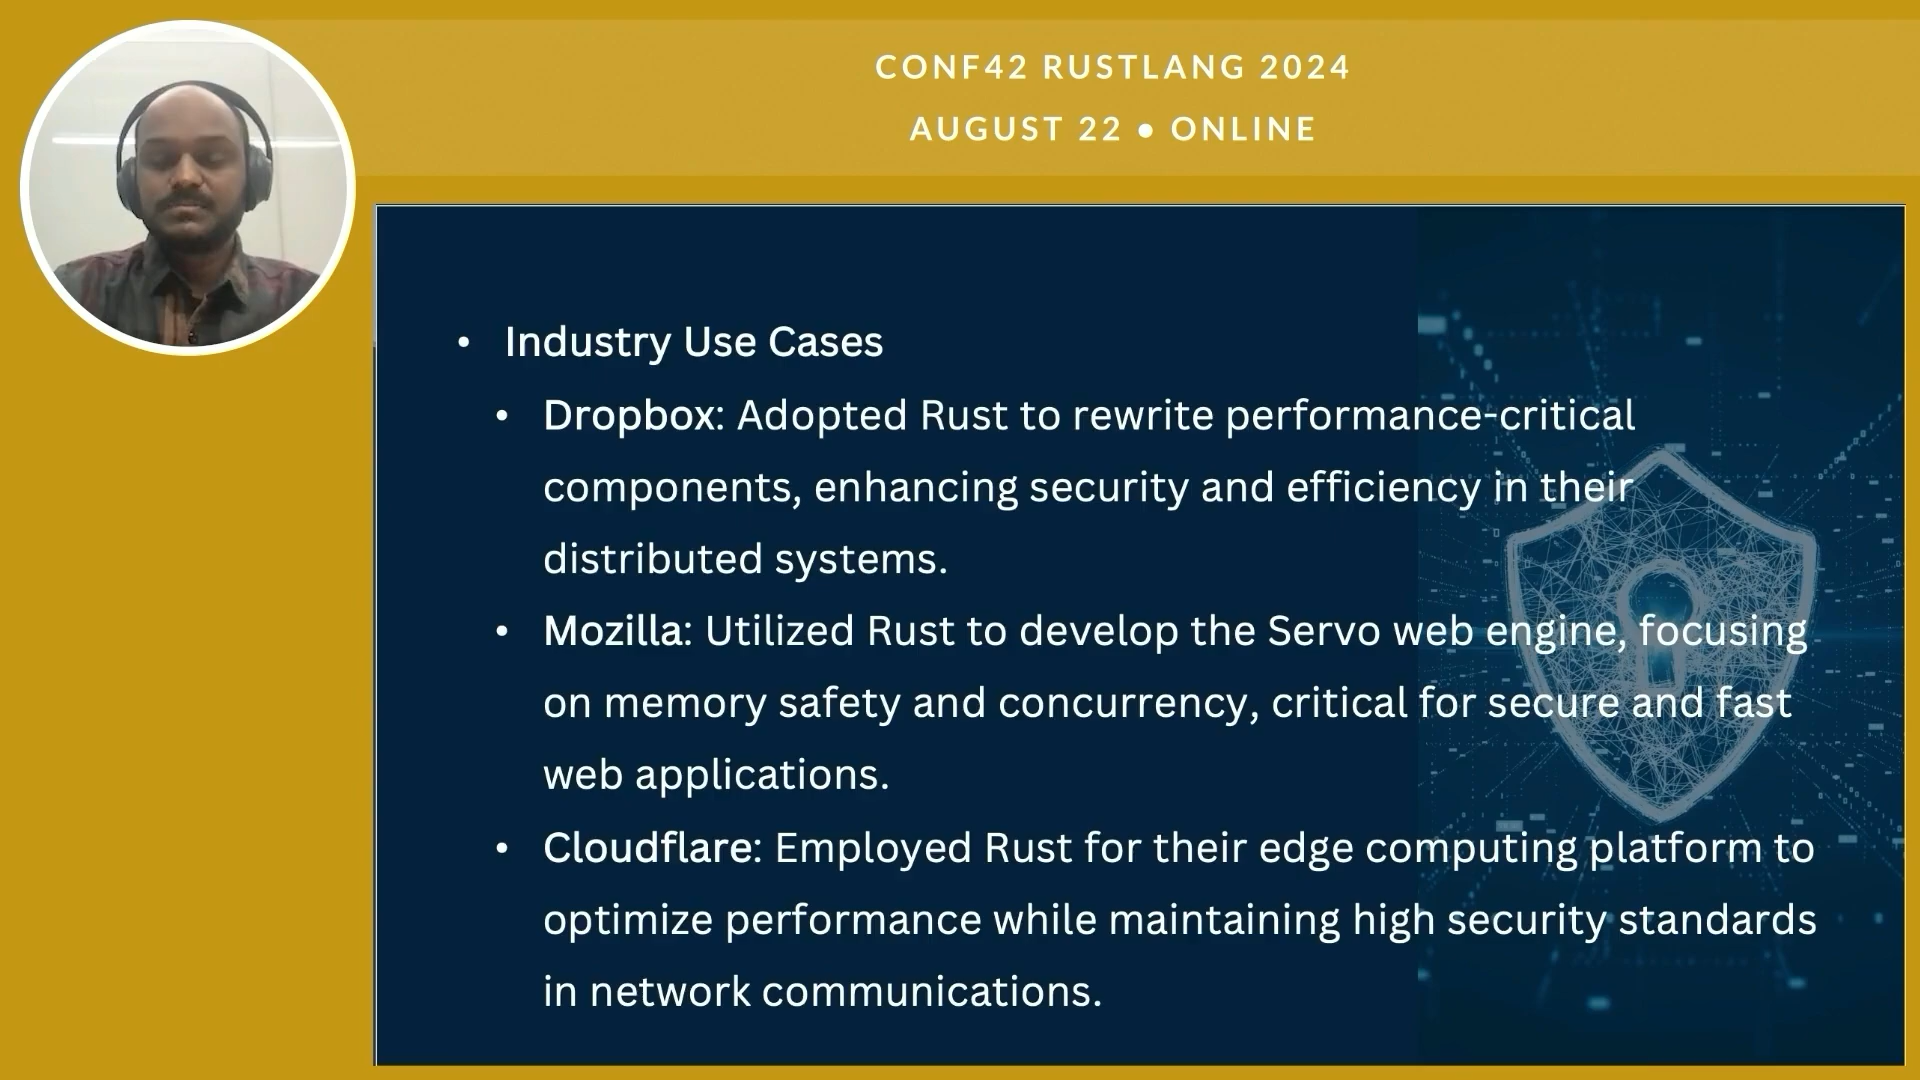 CONF42 RUSTLANG 2024
AUGUST 22 • ONLINE
• Industry Use Cases
• Dropbox: Adopted Rust to rewrite performance-critical
components, enhancing security and efficiency in their
distributed systems.
• Mozilla: Utilized Rust to develop the Servo web engine, focusing
on memory safety and concurrency, critical for secure and fast
web applications.
• Cloudflare: Employed Rust for their edge computing platform to
optimize performance while maintaining high security standards
in network communications.